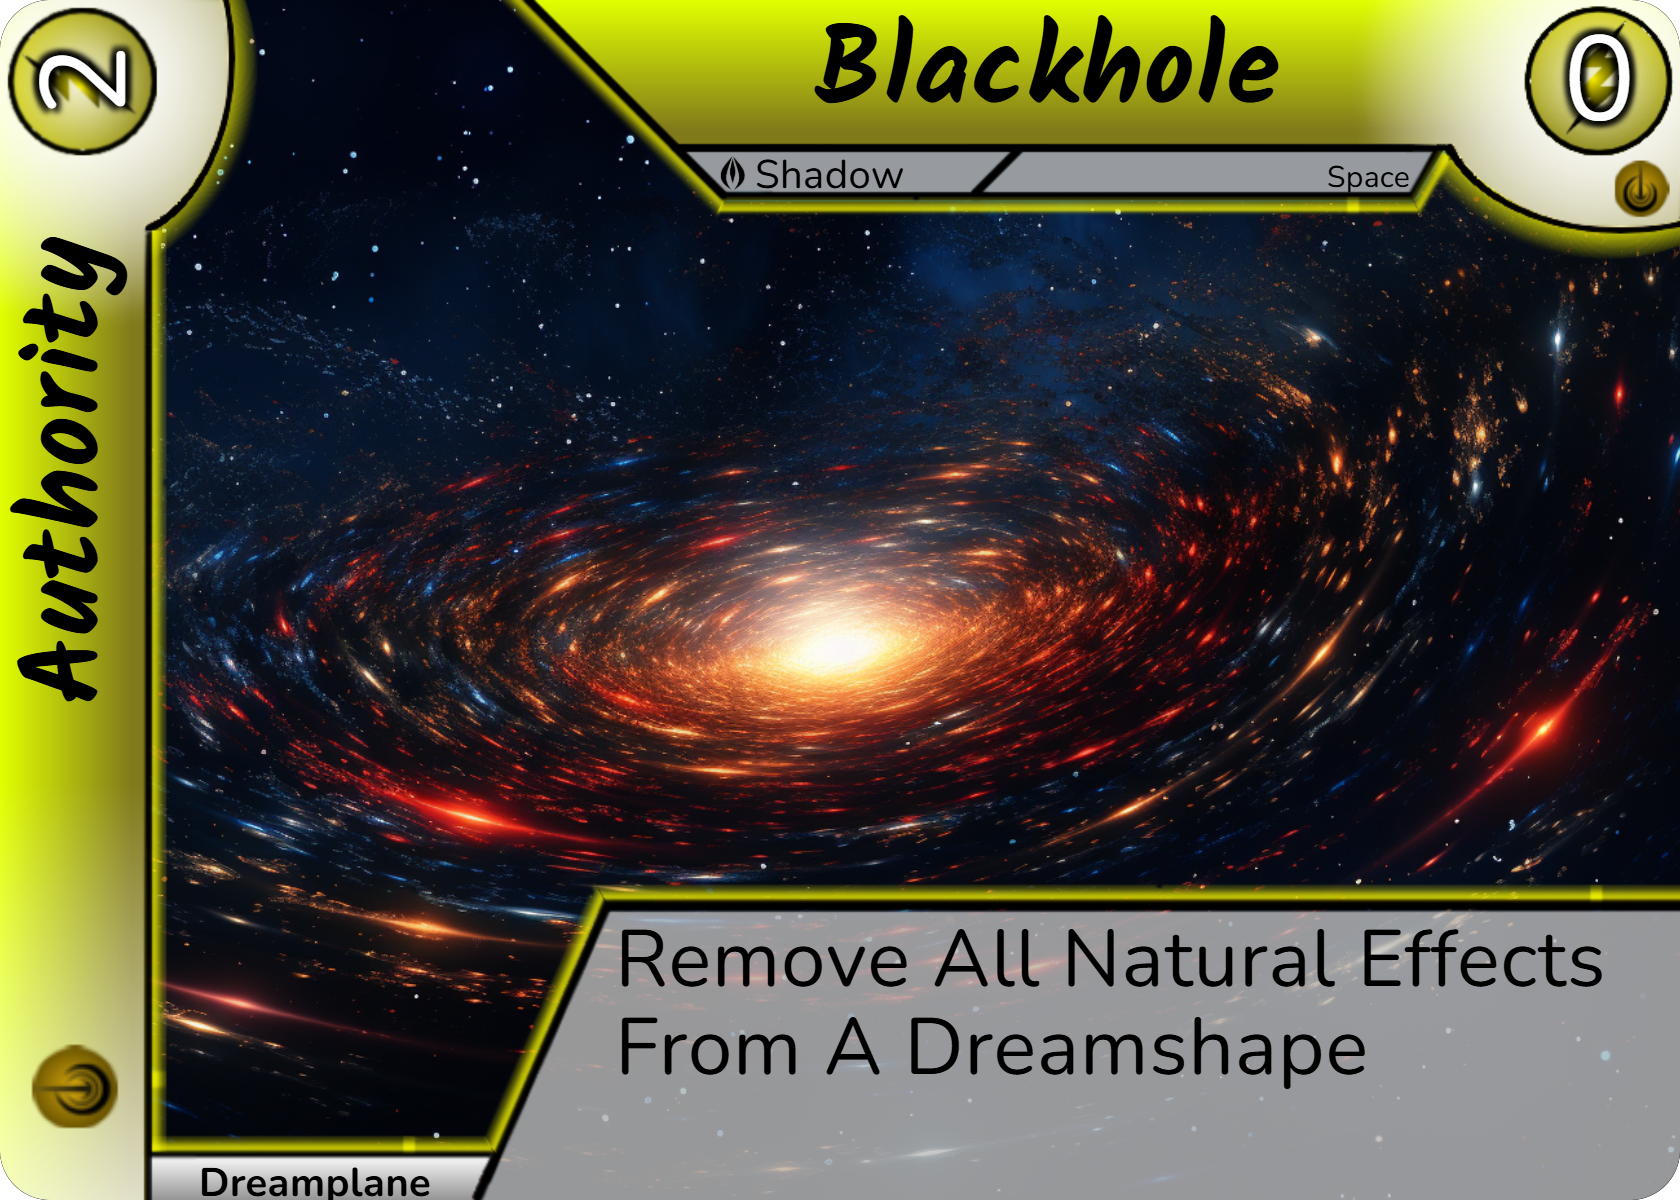 2
Blackhole
0
Shadow
Space
Authority
Remove All Natural Effects
From A Dreamshape
Dreamplane